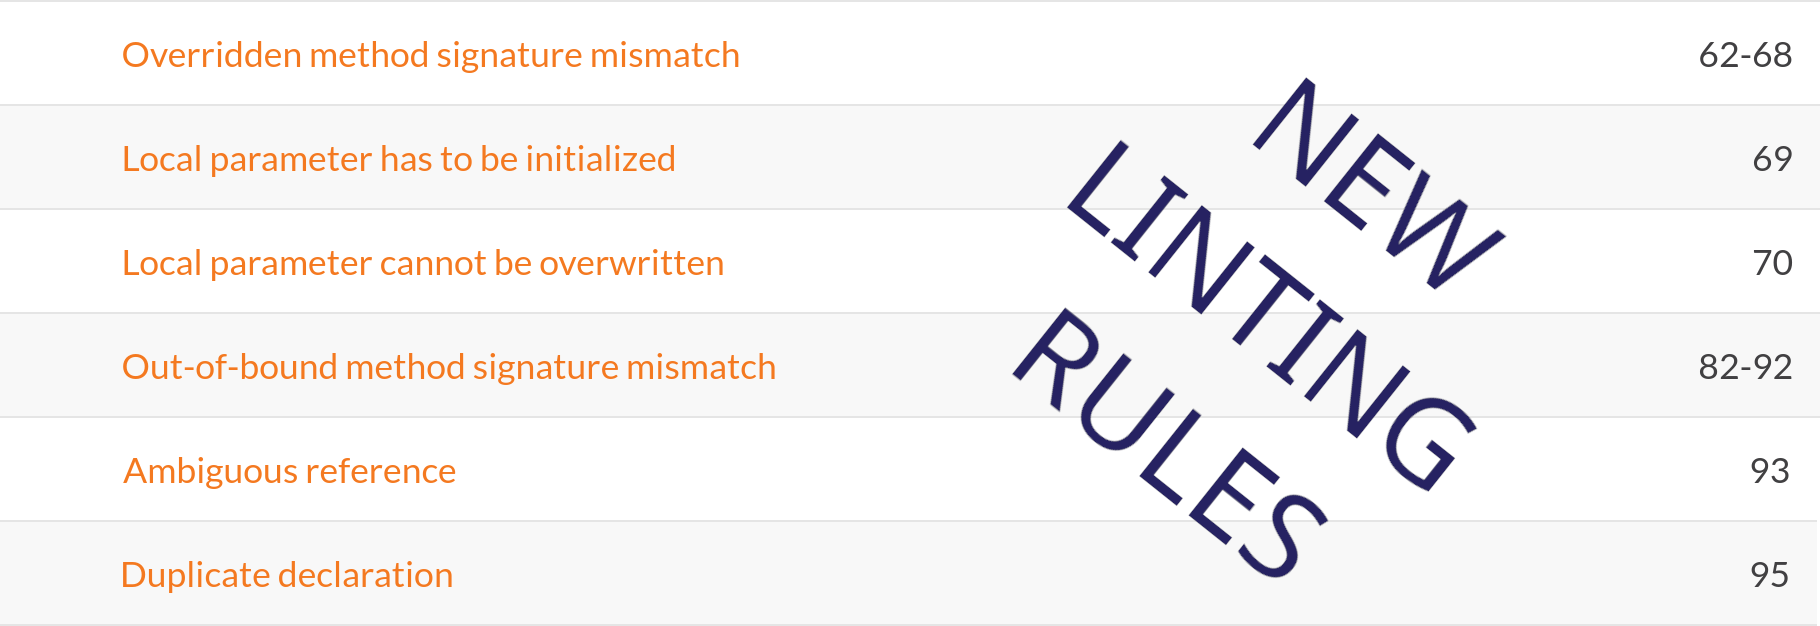 Overridden method signature mismatch 62-68
Local parameter has to be initialized 69
Local parameter cannot be overwritten 70
Out-of-bound method signature mismatch 82-92
Ambiguous reference 93
Duplicate declaration 95
NEW
LINTING
RULES